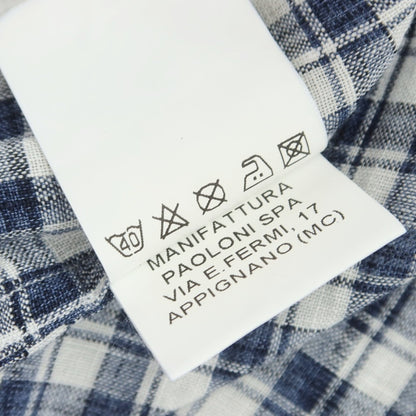 40
MANIFATTURA
PAOLONI SPA
VIA E.FERMI, 17
APPIGNANO (MC)